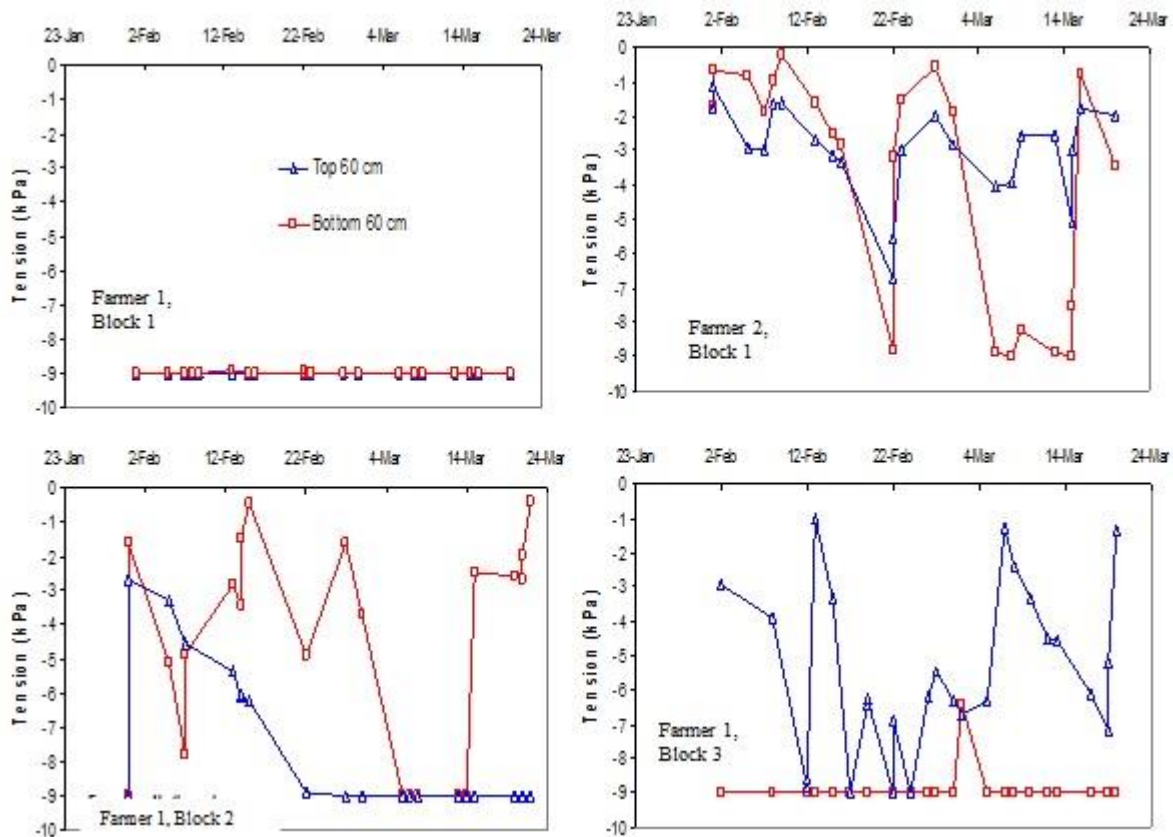 23-Jan 2-Feb 12-Feb 22-Feb 4-Mar 14-Mar 24-Mar
0
-1
-2
-3
-4
-5
-6
-7
-8
-9
-10
Tension (kPa)
Top 60 cm
Bottom 60 cm
Farmer 1,
Block 1
23-Jan 2-Feb 12-Feb 22-Feb 4-Mar 14-Mar 24-Mar
0
-1
-2
-3
-4
-5
-6
-7
-8
-9
-10
Tension (kPa)
Farmer 2,
Block 1
23-Jan 2-Feb 12-Feb 22-Feb 4-Mar 14-Mar 24-Mar
0
-1
-2
-3
-4
-5
-6
-7
-8
-9
-10
Tension (kPa)
Farmer 1, Block 2
23-Jan 2-Feb 12-Feb 22-Feb 4-Mar 14-Mar 24-Mar
0
-1
-2
-3
-4
-5
-6
-7
-8
-9
-10
Tension (kPa)
Farmer 1,
Block 3